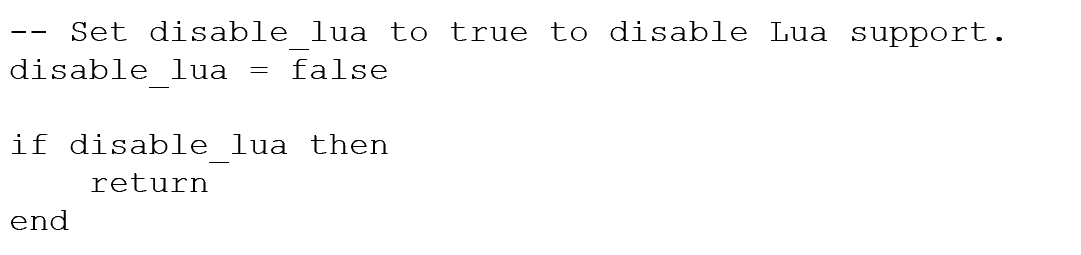 -- Set disable_lua to true to disable Lua support.
disable_lua = false

if disable_lua then
    return
end